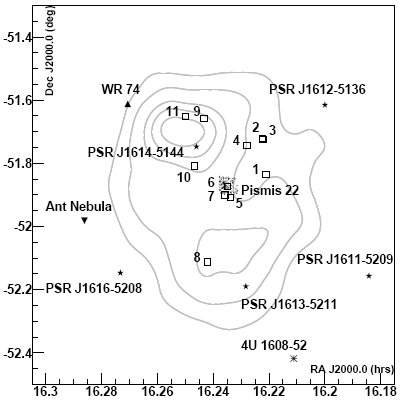 Dec J2000.0 (deg)
-51.4
-51.6
-51.8
-52
-52.2
-52.4
WR 74
PSR J1612-5136
11
9
2
3
4
PSR J1614-5144
10
1
6
Pismis 22
7
5
Ant Nebula
8
PSR J1611-5209
PSR J1616-5208
PSR J1613-5211
4U 1608-52
RA J2000.0 (hrs)
16.3
16.28
16.26
16.24
16.22
16.2
16.18